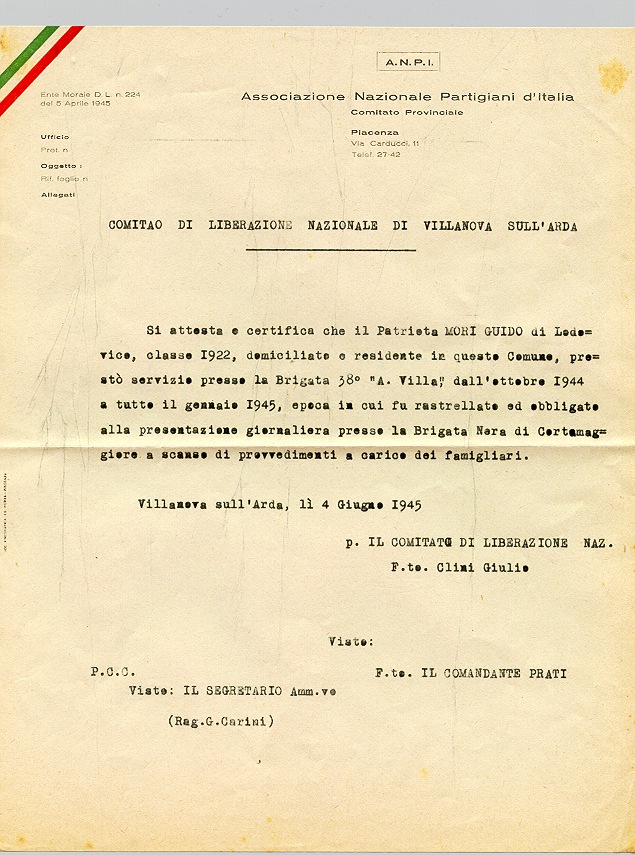 A.N.P.I.
Ente Morale D. L. n. 224
del 5 Aprile 1945
Associazione Nazionale Partigiani d'Italia
Comitato Provinciale
Ufficio
Prot. n
Oggetto :
Rif. foglio n
Allegati
Piacenza
Via Carducci, 11
Telef. 27-42
COMITAO DI LIBERAZIONE NAZIONALE DI VILLANOVA SULL'ARDA
Si attesta e certifica che il Patriota MORI GUIDO di Lodo=
vico, classe I922, domiciliato e residente in questo Comune, pre=
stò servizio presso la Brigata 38° "A. Villa" dall'ottobre I944
a tutto il gennaio I945, epoca in cui fu rastrellato ed obbligato
alla presentazione giornaliera presso la Brigata Nera di Cortemag=
giore a scanso di provvedimenti a carico dei famigliari.
Villanova sull'Arda, lì 4 Giugno I945
p. IL COMITATO DI LIBERAZIONE NAZ.
F.to. Clini Giulio
Visto:
P.C.C.
F.to. IL COMANDANTE PRATI
Visto: IL SEGRETARIO Amm.vo
(Rag.G.Carini)